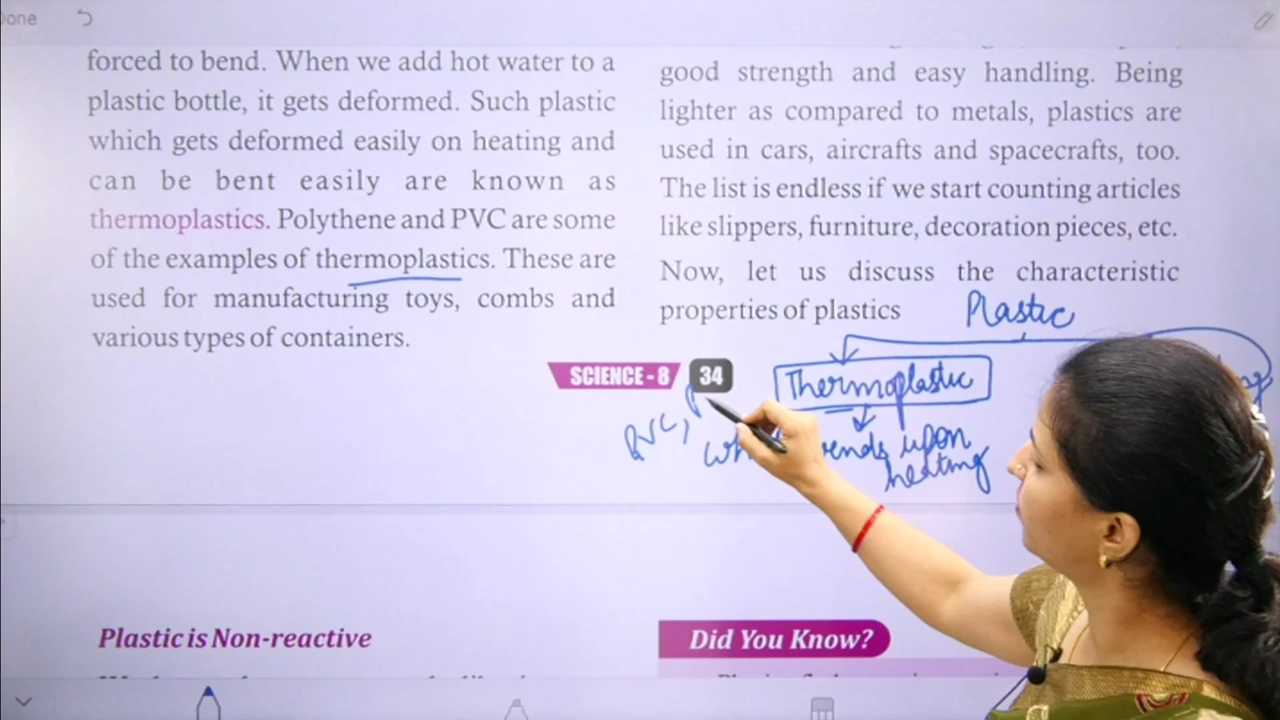 Done
forced to bend. When we add hot water to a
plastic bottle, it gets deformed. Such plastic
which gets deformed easily on heating and
can be bent easily are known as
thermoplastics. Polythene and PVC are some
of the examples of thermoplastics. These are
used for manufacturing toys, combs and
various types of containers.
good strength and easy handling. Being
lighter as compared to metals, plastics are
used in cars, aircrafts and spacecrafts, too.
The list is endless if we start counting articles
like slippers, furniture, decoration pieces, etc.
Now, let us discuss the characteristic
properties of plastics
Plastic
Thermoplastic
upon
heating
PVC,
SCIENCE - 8 34
Plastic is Non-reactive
Did You Know?